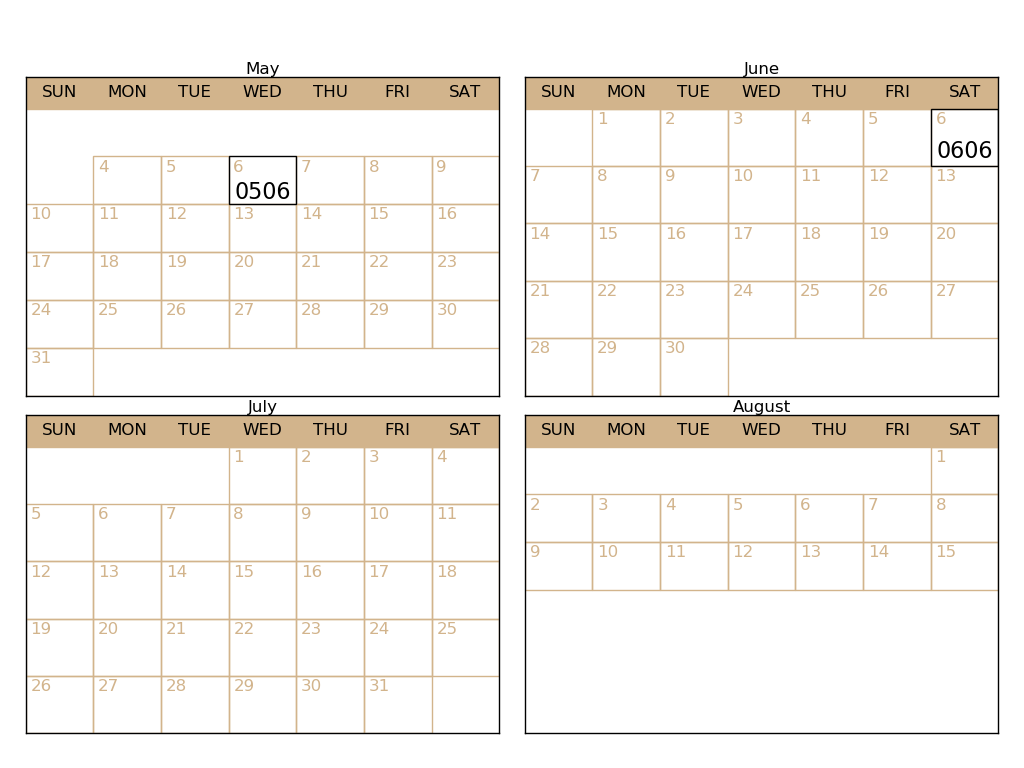 May
SUN MON TUE WED THU FRI SAT
4 5 6 7 8 9
0506
10 11 12 13 14 15 16
17 18 19 20 21 22 23
24 25 26 27 28 29 30
31
June
SUN MON TUE WED THU FRI SAT
1 2 3 4 5 6
0606
7 8 9 10 11 12 13
14 15 16 17 18 19 20
21 22 23 24 25 26 27
28 29 30
July
SUN MON TUE WED THU FRI SAT
1 2 3 4
5 6 7 8 9 10 11
12 13 14 15 16 17 18
19 20 21 22 23 24 25
26 27 28 29 30 31
August
SUN MON TUE WED THU FRI SAT
1
2 3 4 5 6 7 8
9 10 11 12 13 14 15